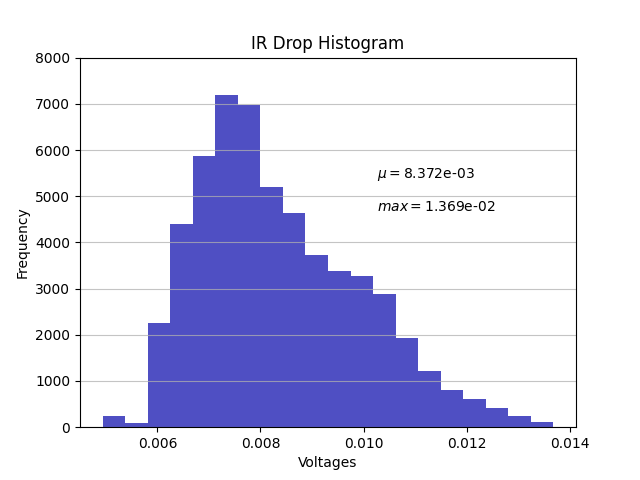 IR Drop Histogram
8000
7000
6000
5000
4000
3000
2000
1000
0
Frequency
μ = 8.372e-03
max = 1.369e-02
0.006 0.008 0.010 0.012 0.014
Voltages